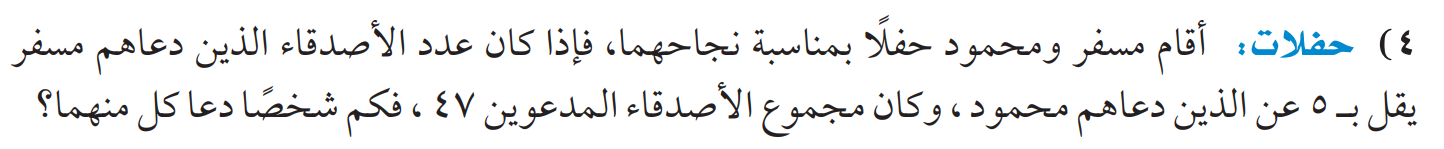 ٤) حفلات: أقام مسفر ومحمود حفلًا بمناسبة نجاحهما، فإذا كان عدد الأصدقاء الذين دعاهم مسفر
يقل بـ ٥ عن الذين دعاهم محمود، وكان مجموع الأصدقاء المدعوين ٤٧، فكم شخصًا دعا كل منهما؟